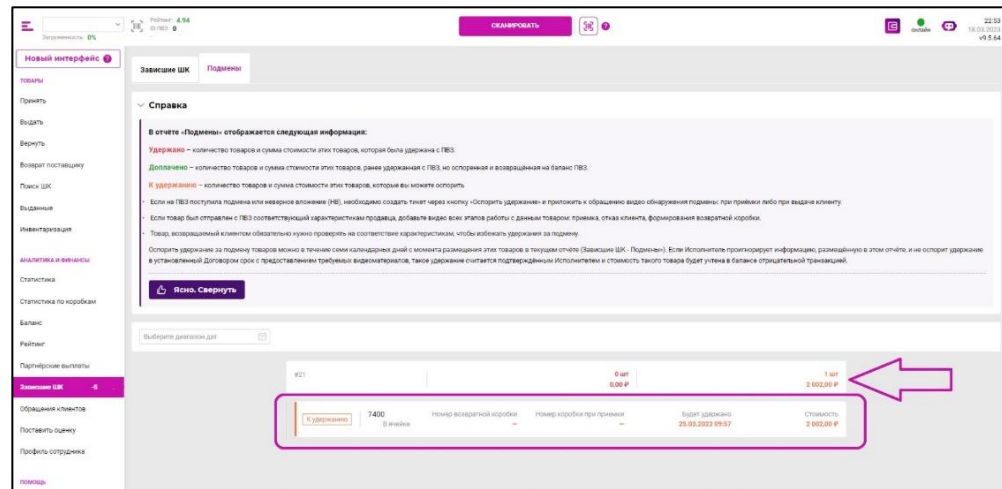 Рейтинг: 4.94
ID ПВЗ: 0
Загруженность: 0%
СКАНИРОВАТЬ
онлайн
22:53
18.03.2023
v9.5.64
Новый интерфейс
ТОВАРЫ
Принять
Выдать
Вернуть
Возврат поставщику
Поиск ШК
Выданные
Инвентаризация
АНАЛИТИКА И ФИНАНСЫ
Статистика
Статистика по коробкам
Баланс
Рейтинг
Партнёрские выплаты
Зависшие ШК -5
Обращения клиентов
Поставить оценку
Профиль сотрудника
ПОМОЩЬ
Зависшие ШК Подмены
Справка
В отчёте «Подмены» отображается следующая информация:
Удержано – количество товаров и сумма стоимости этих товаров, которая была удержана с ПВЗ.
Доплачено – количество товаров и сумма стоимости этих товаров, ранее удержанная с ПВЗ, но оспоренная и возвращённая на баланс ПВЗ.
К удержанию – количество товаров и сумма стоимости этих товаров, которые вы можете оспорить
- Если на ПВЗ поступила подмена или неверное вложение (НВ), необходимо создать тикет через кнопку «Оспорить удержание» и приложить к обращению видео обнаружения подмены: при приёмке либо при выдаче клиенту.
- Если товар был отправлен с ПВЗ соответствующий характеристикам продавца, добавьте видео всех этапов работы с данным товаром: приемка, отказ клиента, формирования возвратной коробки.
- Товар, возвращаемый клиентом обязательно нужно проверять на соответствие характеристикам, чтобы избежать удержания за подмену.
Оспорить удержание за подмену товаров можно в течение семи календарных дней с момента размещения этих товаров в текущем отчёте (Зависшие ШК - Подмены). Если Исполнитель проигнорирует информацию, размещённую в этом отчёте, и не оспорит удержание
в установленный Договором срок с предоставлением требуемых видеоматериалов, такое удержание считается подтверждённым Исполнителем и стоимость такого товара будет учтена в балансе отрицательной транзакцией.
Ясно. Свернуть
Выберите диапазон дат
#21 0 шт 1 шт
0,00 ₽ 2 002,00 ₽
К удержанию 7400 Номер возвратной коробки Номер коробки при приемке Будет удержано Стоимость
В ячейке – – 25.03.2023 09:57 2 002,00 ₽